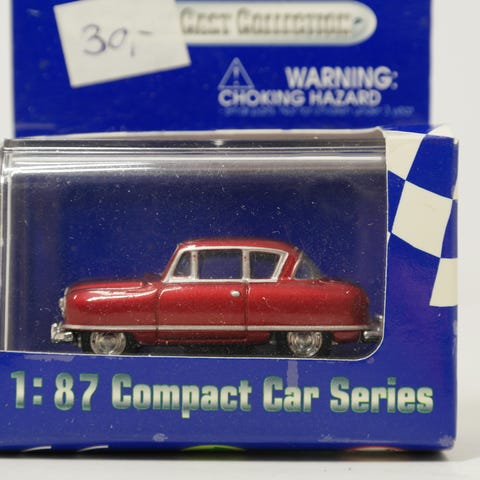 30,-
Cast Collection
WARNING:
CHOKING HAZARD
1:87 Compact Car Series